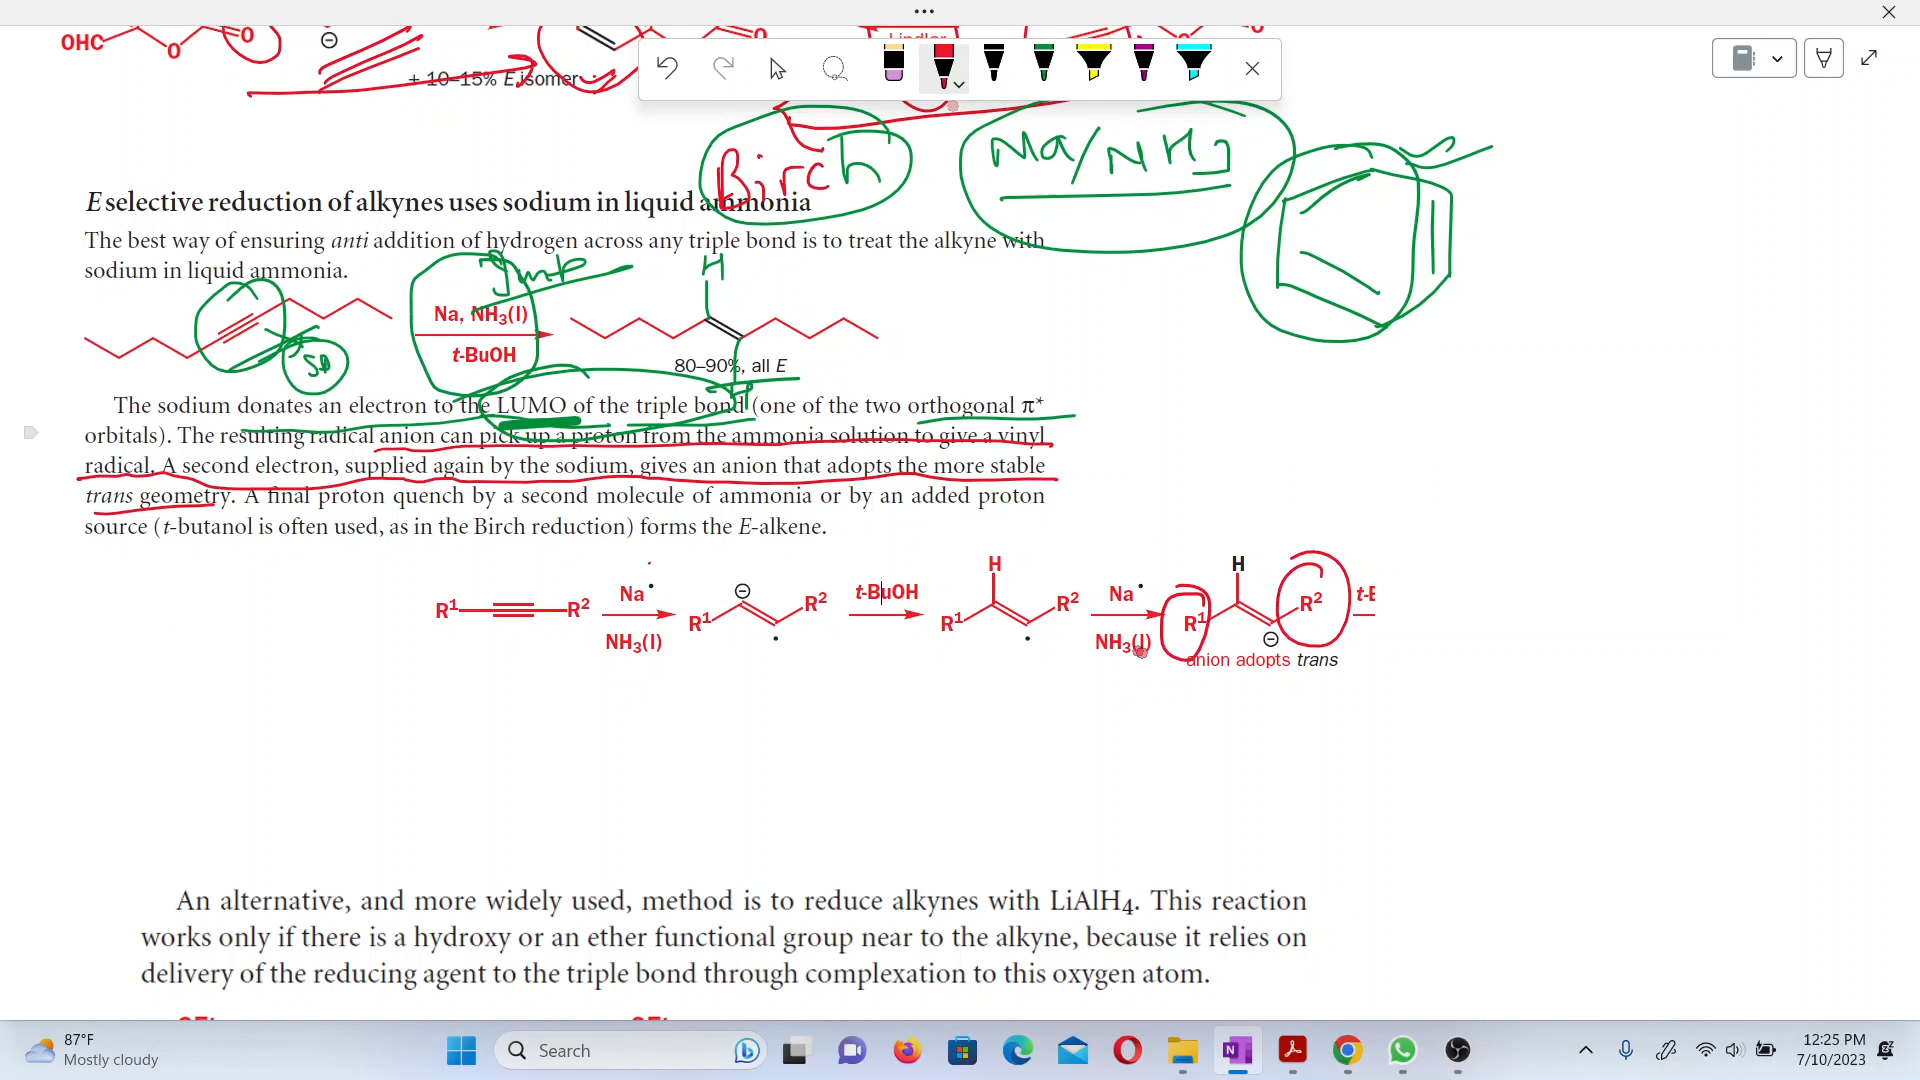 OHC
O
O
+ 10–15% E isomer
Birch
Na/NH3
E selective reduction of alkynes uses sodium in liquid ammonia
The best way of ensuring anti addition of hydrogen across any triple bond is to treat the alkyne with
sodium in liquid ammonia.
Imp
H
Na, NH3(l)
t-BuOH
80–90%, all E
H
The sodium donates an electron to the LUMO of the triple bond (one of the two orthogonal π*
orbitals). The resulting radical anion can pick up a proton from the ammonia solution to give a vinyl
radical. A second electron, supplied again by the sodium, gives an anion that adopts the more stable
trans geometry. A final proton quench by a second molecule of ammonia or by an added proton
source (t-butanol is often used, as in the Birch reduction) forms the E-alkene.
R1 R2 Na• NH3(l) R1 ⊖ • R2 t-BuOH H R1 • R2 Na• NH3(l) H R1 ⊖ R2
anion adopts trans
An alternative, and more widely used, method is to reduce alkynes with LiAlH4. This reaction
works only if there is a hydroxy or an ether functional group near to the alkyne, because it relies on
delivery of the reducing agent to the triple bond through complexation to this oxygen atom.
87°F
Mostly cloudy
Search
12:25 PM
7/10/2023